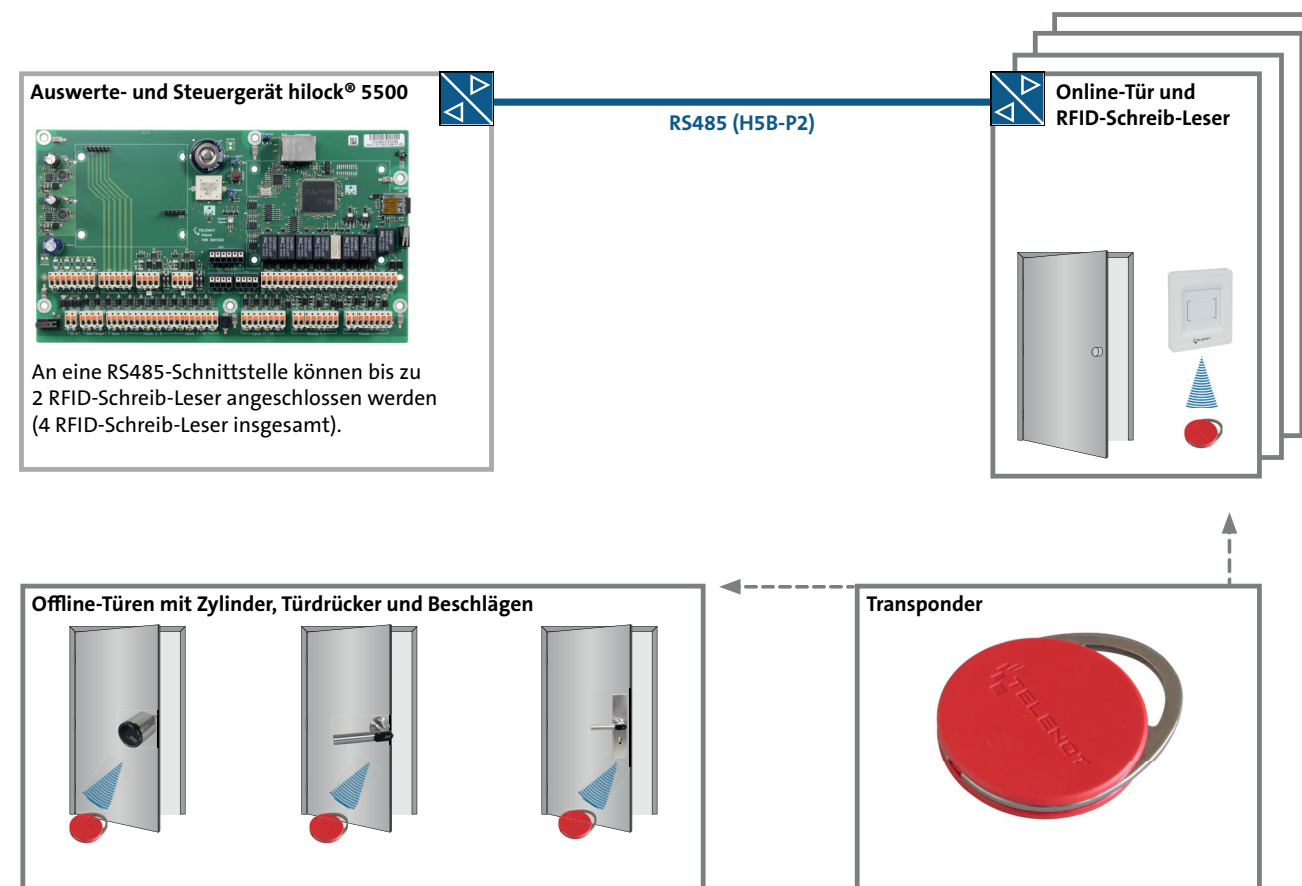 Auswerte- und Steuergerät hilock® 5500
RS485 (H5B-P2)
Online-Tür und
RFID-Schreib-Leser
TELENOT
An eine RS485-Schnittstelle können bis zu
2 RFID-Schreib-Leser angeschlossen werden
(4 RFID-Schreib-Leser insgesamt).
TELENOT
Offline-Türen mit Zylinder, Türdrücker und Beschlägen
Transponder
TELENOT